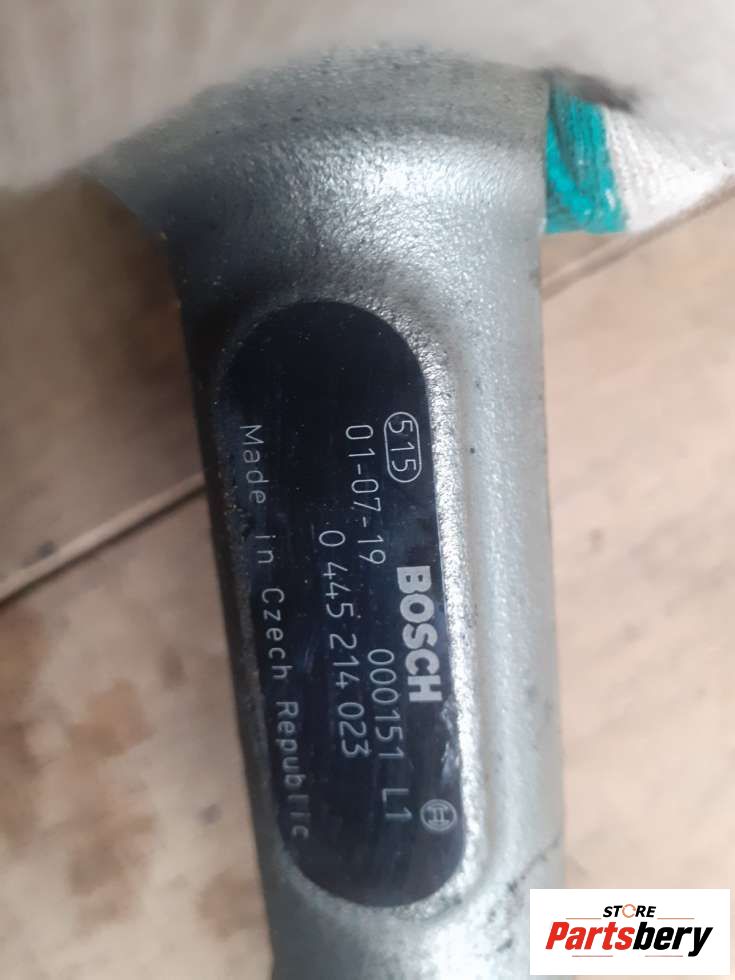 515
BOSCH
01-07-19 000151 L1
0 445 214 023
Made in Czech Republic
STORE
Partsbery